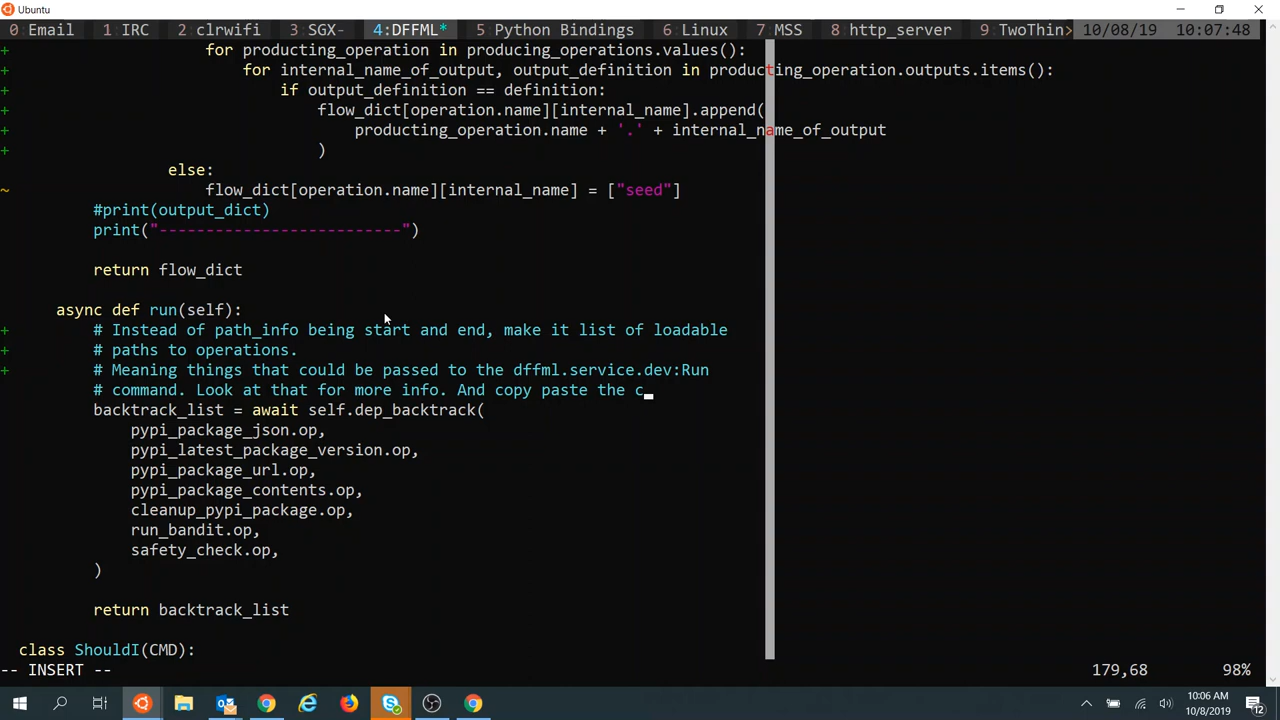 Ubuntu
0 Email 1 IRC 2 clrwifi 3 SGX- 4:DFFML* 5 Python Bindings 6 Linux 7 MSS 8 http_server 9 TwoThin> 10/08/19 10:07:48
+ for producting_operation in producing_operations.values():
+ for internal_name_of_output, output_definition in producting_operation.outputs.items():
+ if output_definition == definition:
+ flow_dict[operation.name][internal_name].append(
+ producting_operation.name + '.' + internal_name_of_output
+ )
else:
~ flow_dict[operation.name][internal_name] = ["seed"]
#print(output_dict)
print("--------------------------")
return flow_dict
async def run(self):
+ # Instead of path_info being start and end, make it list of loadable
+ # paths to operations.
+ # Meaning things that could be passed to the dffml.service.dev:Run
# command. Look at that for more info. And copy paste the c
backtrack_list = await self.dep_backtrack(
pypi_package_json.op,
pypi_latest_package_version.op,
pypi_package_url.op,
pypi_package_contents.op,
cleanup_pypi_package.op,
run_bandit.op,
safety_check.op,
)
return backtrack_list
class ShouldI(CMD):
-- INSERT -- 179,68 98%
10:06 AM
10/8/2019
12